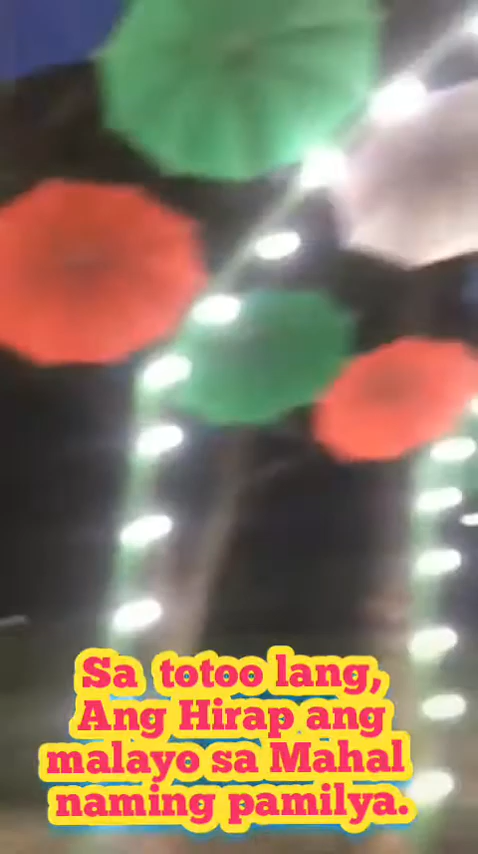 Sa totoo lang,
Ang Hirap ang
malayo sa Mahal
naming pamilya.